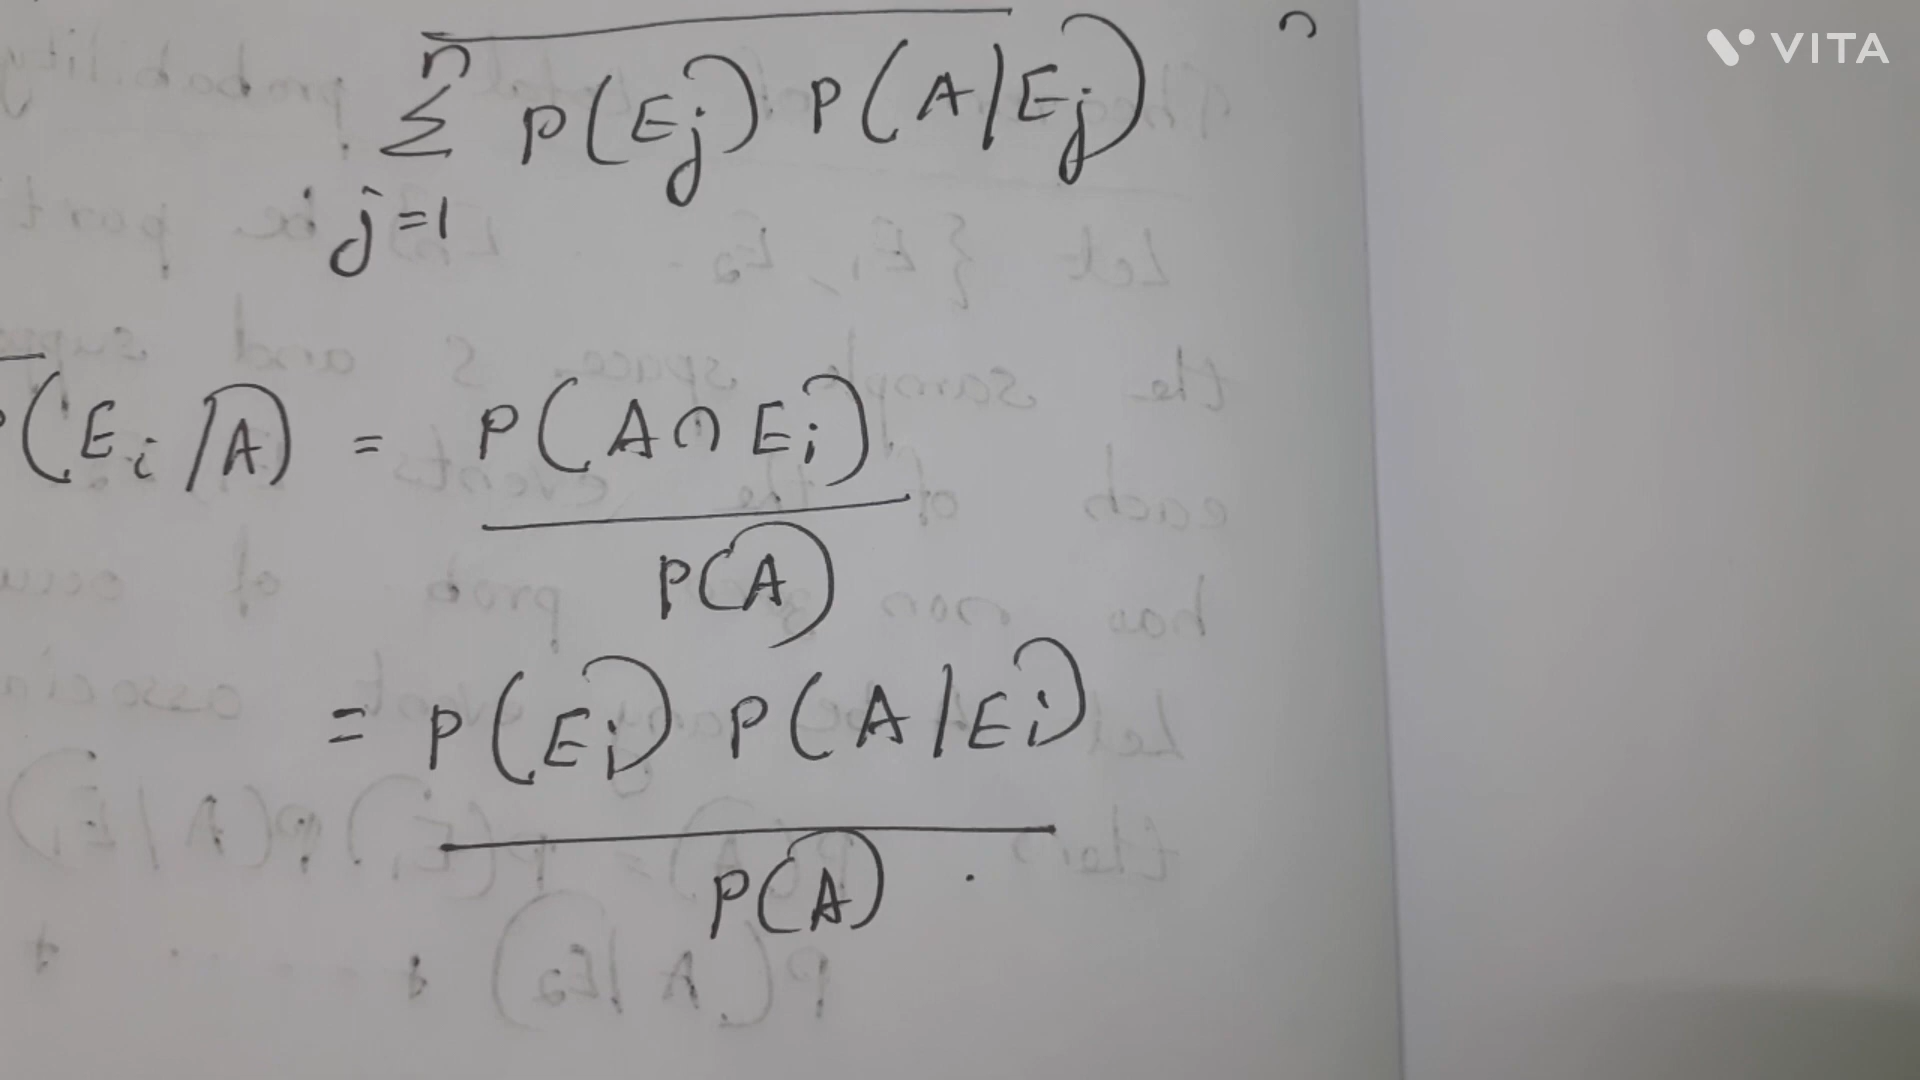 VITA
n
Σ P(Ej) P(A/Ej)
j=1
P(Ei/A) = P(A∩Ei)
P(A)
= P(Ei) P(A/Ei)
P(A) .